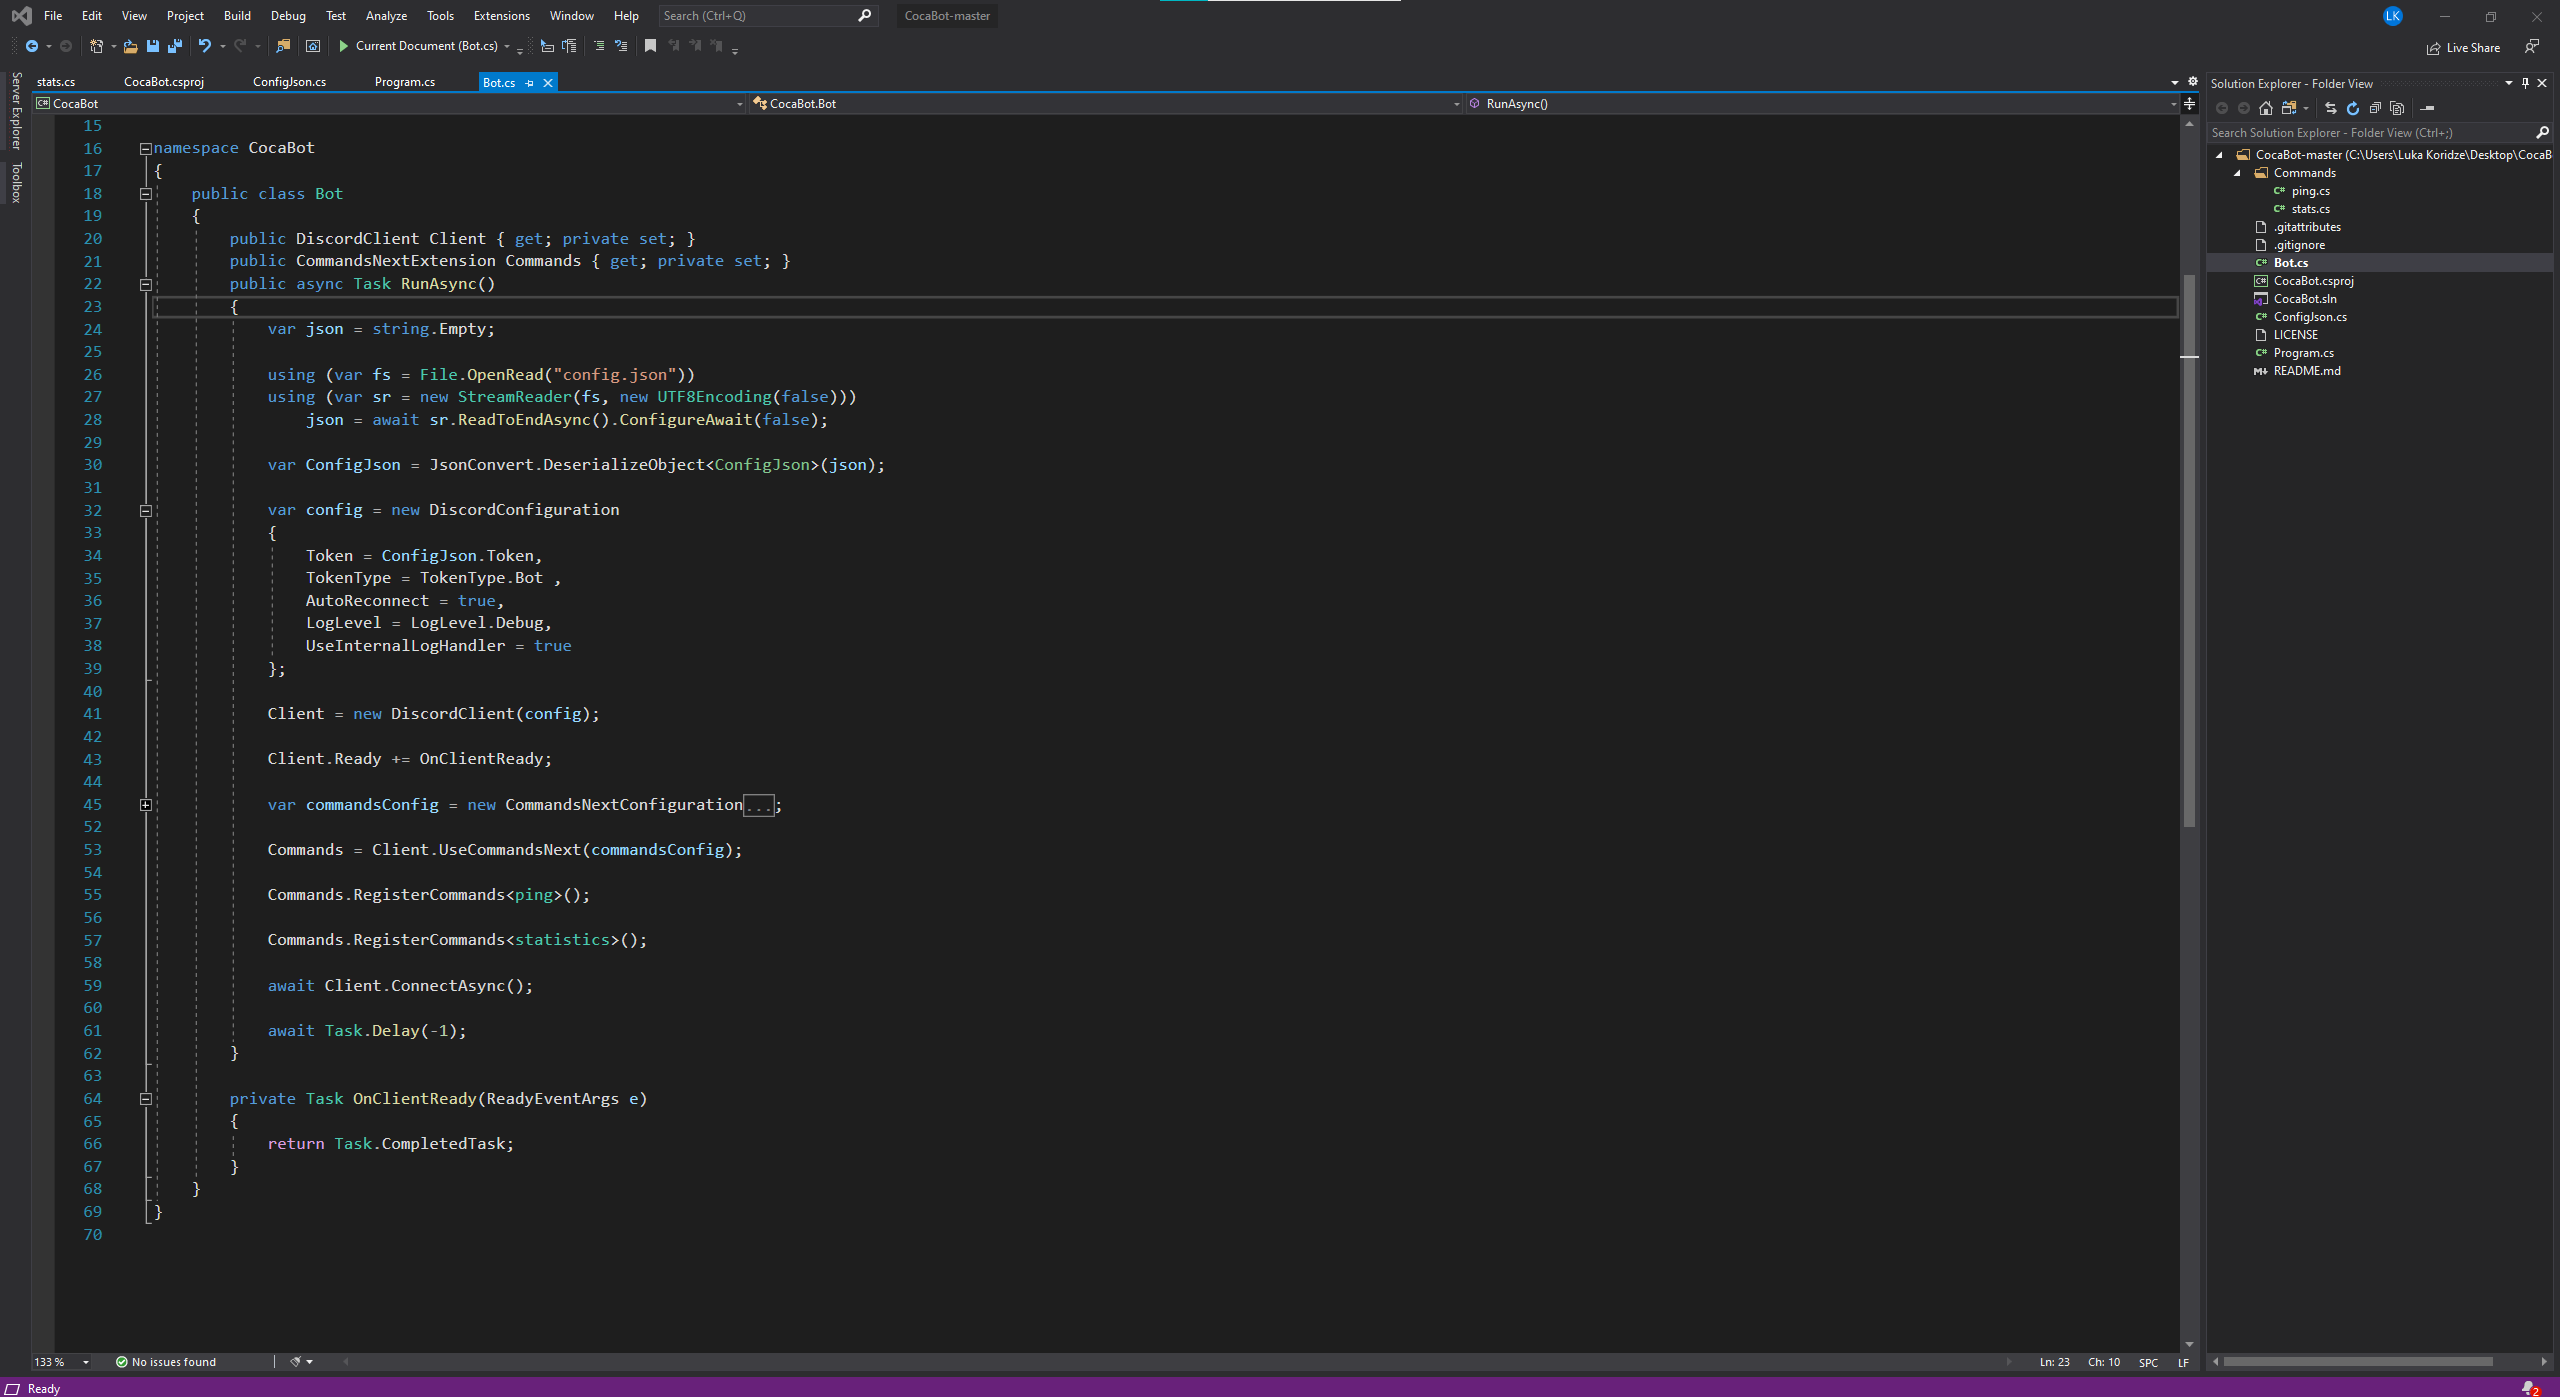 File Edit View Project Build Debug Test Analyze Tools Extensions Window Help Search (Ctrl+Q) CocaBot-master LK
Current Document (Bot.cs) Live Share
Server Explorer
Toolbox
stats.cs CocaBot.csproj ConfigJson.cs Program.cs Bot.cs
CocaBot CocaBot.Bot RunAsync()
15
16 namespace CocaBot
17 {
18 public class Bot
19 {
20 public DiscordClient Client { get; private set; }
21 public CommandsNextExtension Commands { get; private set; }
22 public async Task RunAsync()
23 {
24 var json = string.Empty;
25
26 using (var fs = File.OpenRead("config.json"))
27 using (var sr = new StreamReader(fs, new UTF8Encoding(false)))
28 json = await sr.ReadToEndAsync().ConfigureAwait(false);
29
30 var ConfigJson = JsonConvert.DeserializeObject<ConfigJson>(json);
31
32 var config = new DiscordConfiguration
33 {
34 Token = ConfigJson.Token,
35 TokenType = TokenType.Bot ,
36 AutoReconnect = true,
37 LogLevel = LogLevel.Debug,
38 UseInternalLogHandler = true
39 };
40
41 Client = new DiscordClient(config);
42
43 Client.Ready += OnClientReady;
44
45 var commandsConfig = new CommandsNextConfiguration...;
52
53 Commands = Client.UseCommandsNext(commandsConfig);
54
55 Commands.RegisterCommands<ping>();
56
57 Commands.RegisterCommands<statistics>();
58
59 await Client.ConnectAsync();
60
61 await Task.Delay(-1);
62 }
63
64 private Task OnClientReady(ReadyEventArgs e)
65 {
66 return Task.CompletedTask;
67 }
68 }
69 }
70
133 % No issues found Ln: 23 Ch: 10 SPC LF
Ready 2
Solution Explorer - Folder View
Search Solution Explorer - Folder View (Ctrl+;)
CocaBot-master (C:\Users\Luka Koridze\Desktop\CocaB
Commands
C# ping.cs
C# stats.cs
.gitattributes
.gitignore
C# Bot.cs
C# CocaBot.csproj
CocaBot.sln
C# ConfigJson.cs
LICENSE
C# Program.cs
M↓ README.md